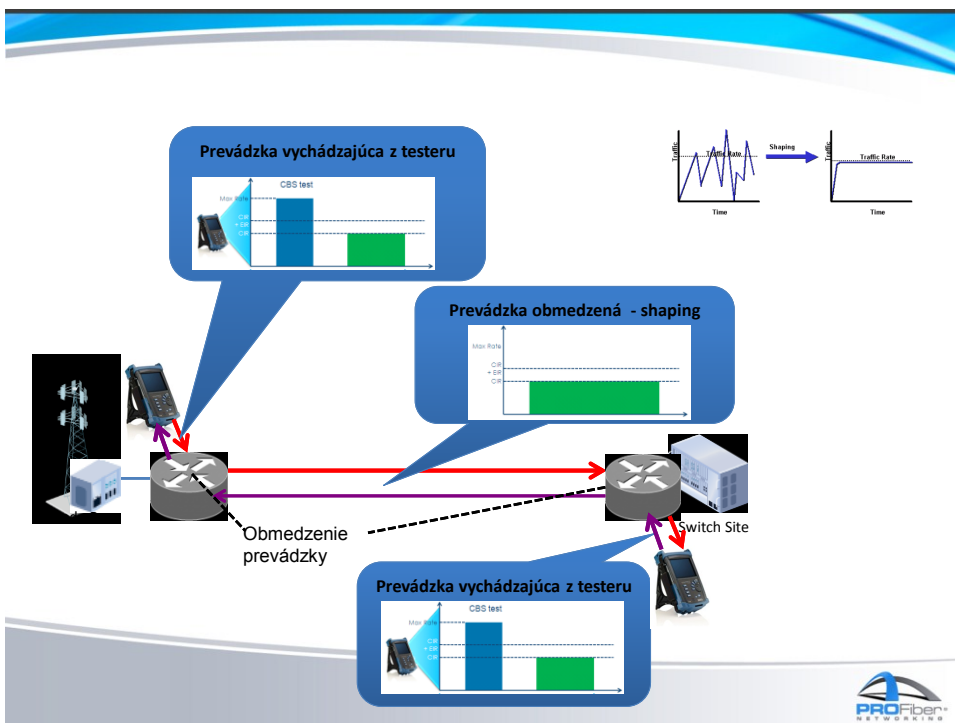 Prevádzka vychádzajúca z testeru
CBS test
Max Rate
CIR
+ EIR
CIR
Traffic
Traffic Rate
Time
Shaping
Traffic
Traffic Rate
Time
Prevádzka obmedzená - shaping
Max Rate
CIR
+ EIR
CIR
Switch Site
Obmedzenie
prevádzky
Prevádzka vychádzajúca z testeru
CBS test
Max Rate
CIR
+ EIR
CIR
PROFiber®
NETWORKING